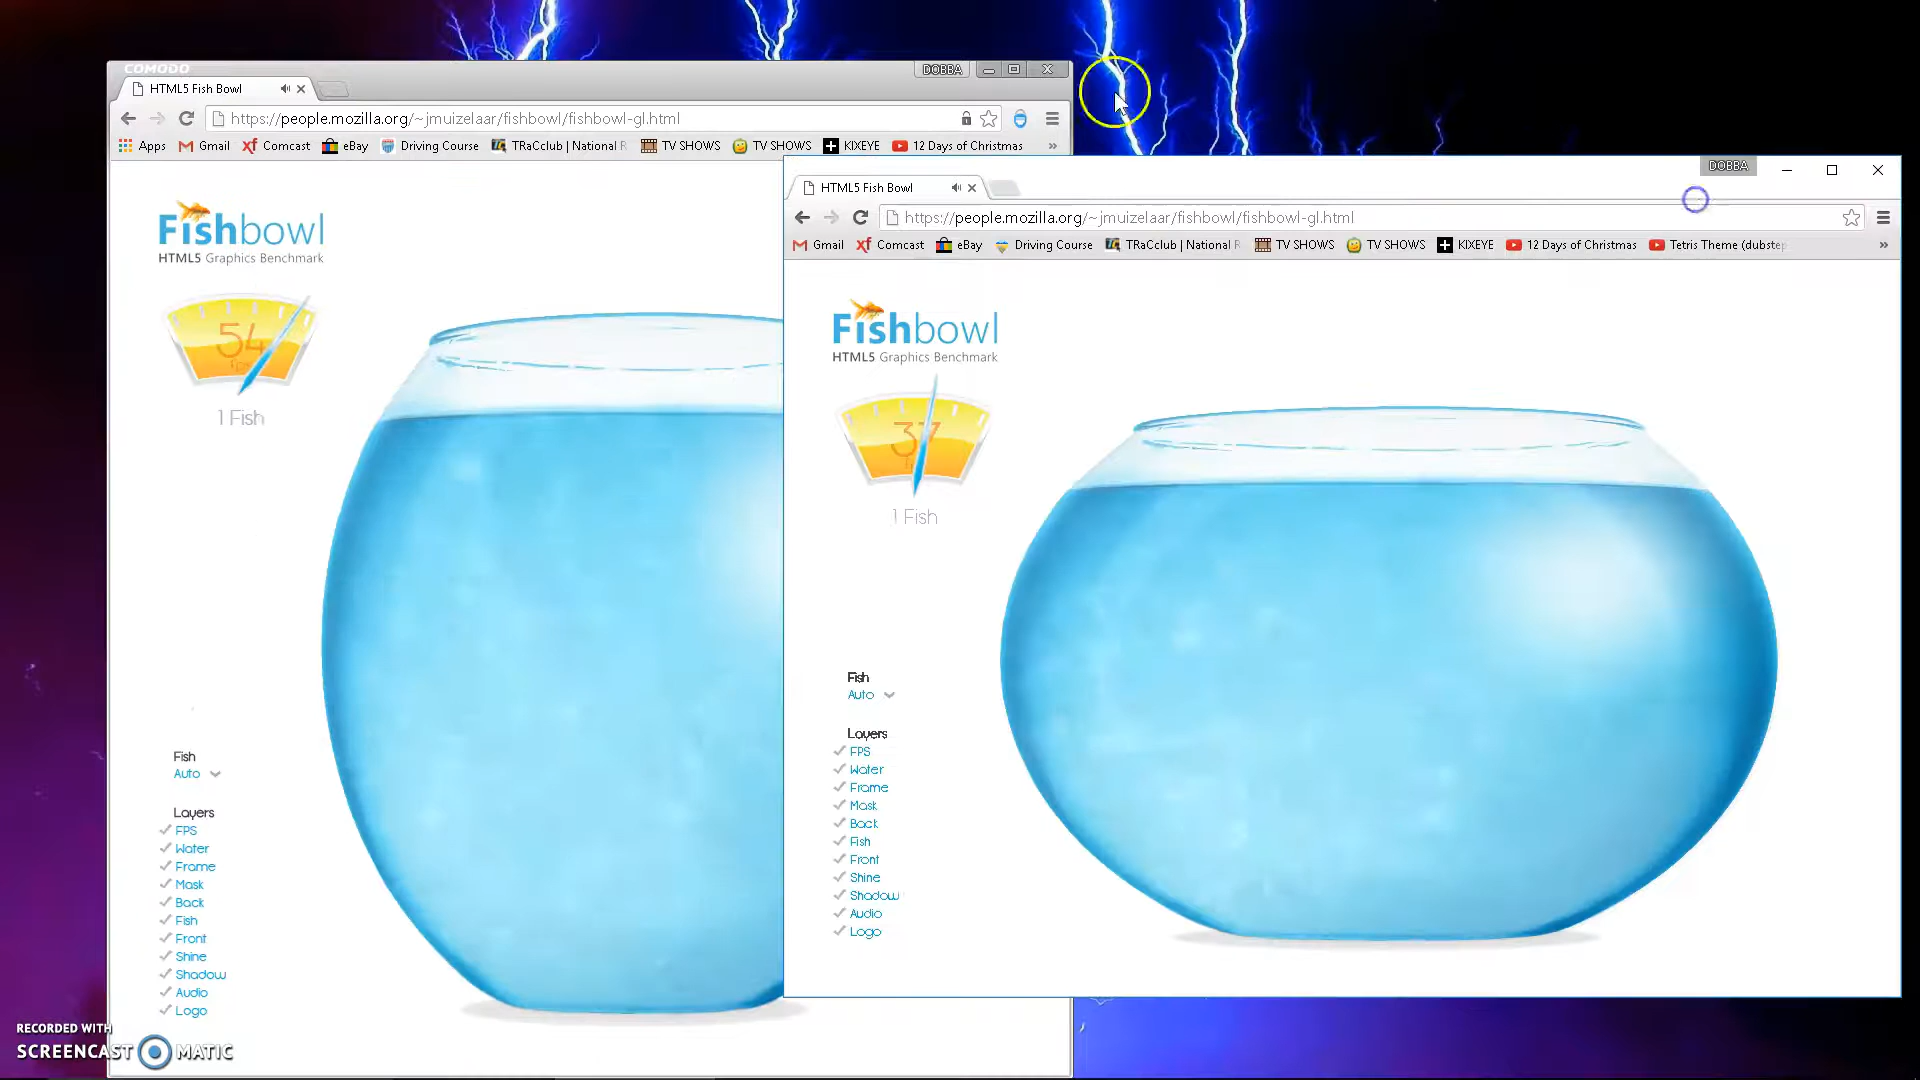 COMODO
DOBBA
HTML5 Fish Bowl
https://people.mozilla.org/~jmuizelaar/fishbowl/fishbowl-gl.html
Apps Gmail Comcast eBay Driving Course TRaCclub | National R TV SHOWS TV SHOWS KIXEYE 12 Days of Christmas »
Fishbowl
HTML5 Graphics Benchmark
54
1 Fish
Fish
Auto
Layers
FPS
Water
Frame
Mask
Back
Fish
Front
Shine
Shadow
Audio
Logo
DOBBA
HTML5 Fish Bowl
https://people.mozilla.org/~jmuizelaar/fishbowl/fishbowl-gl.html
Gmail Comcast eBay Driving Course TRaCclub | National R TV SHOWS TV SHOWS KIXEYE 12 Days of Christmas Tetris Theme (dubstep »
Fishbowl
HTML5 Graphics Benchmark
37
1 Fish
Fish
Auto
Layers
FPS
Water
Frame
Mask
Back
Fish
Front
Shine
Shadow
Audio
Logo
RECORDED WITH
SCREENCAST MATIC